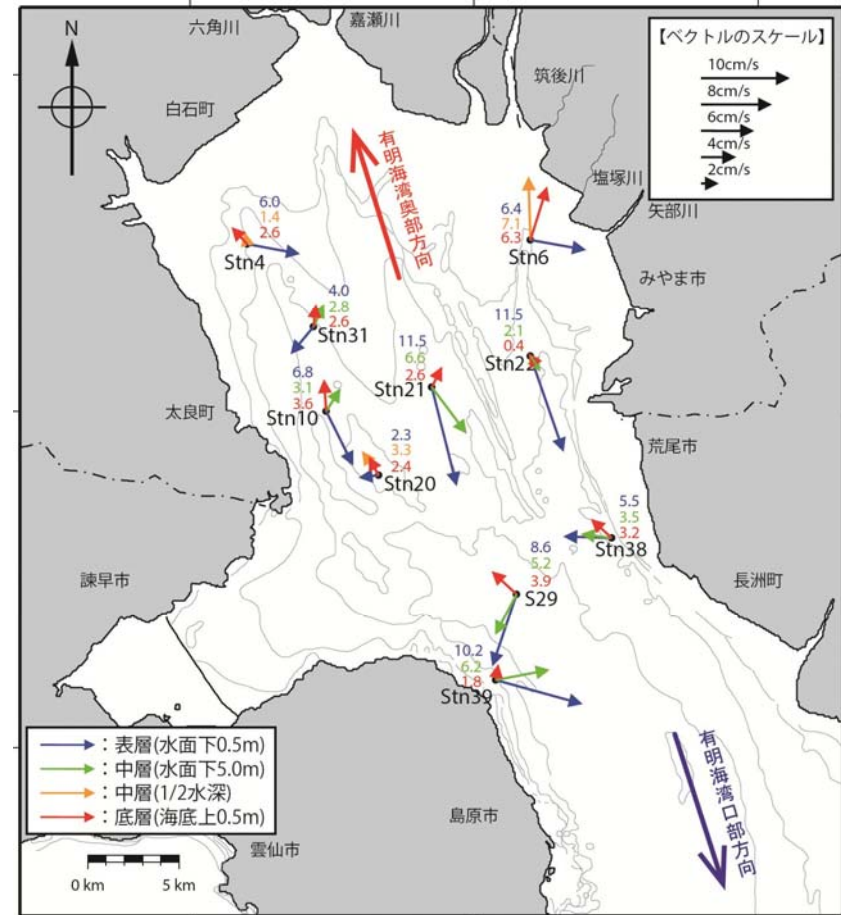 六角川
嘉瀬川
【ベクトルのスケール】
10cm/s
8cm/s
6cm/s
4cm/s
2cm/s
N
筑後川
白石町
有明海湾奥部方向
塩塚川
矢部川
6.0
1.4
2.6
Stn4
6.4
7.1
6.3
Stn6
みやま市
4.0
2.8
2.6
Stn31
11.5
2.1
0.4
Stn22
11.5
6.6
2.6
Stn21
6.8
3.1
3.6
Stn10
太良町
荒尾市
2.3
3.3
2.4
Stn20
5.5
3.5
3.2
Stn38
8.6
5.2
3.9
S29
諫早市
長洲町
10.2
6.2
1.8
Stn39
:表層(水面下0.5m)
:中層(水面下5.0m)
:中層(1/2水深)
:底層(海底上0.5m)
有明海湾口部方向
島原市
雲仙市
0 km
5 km